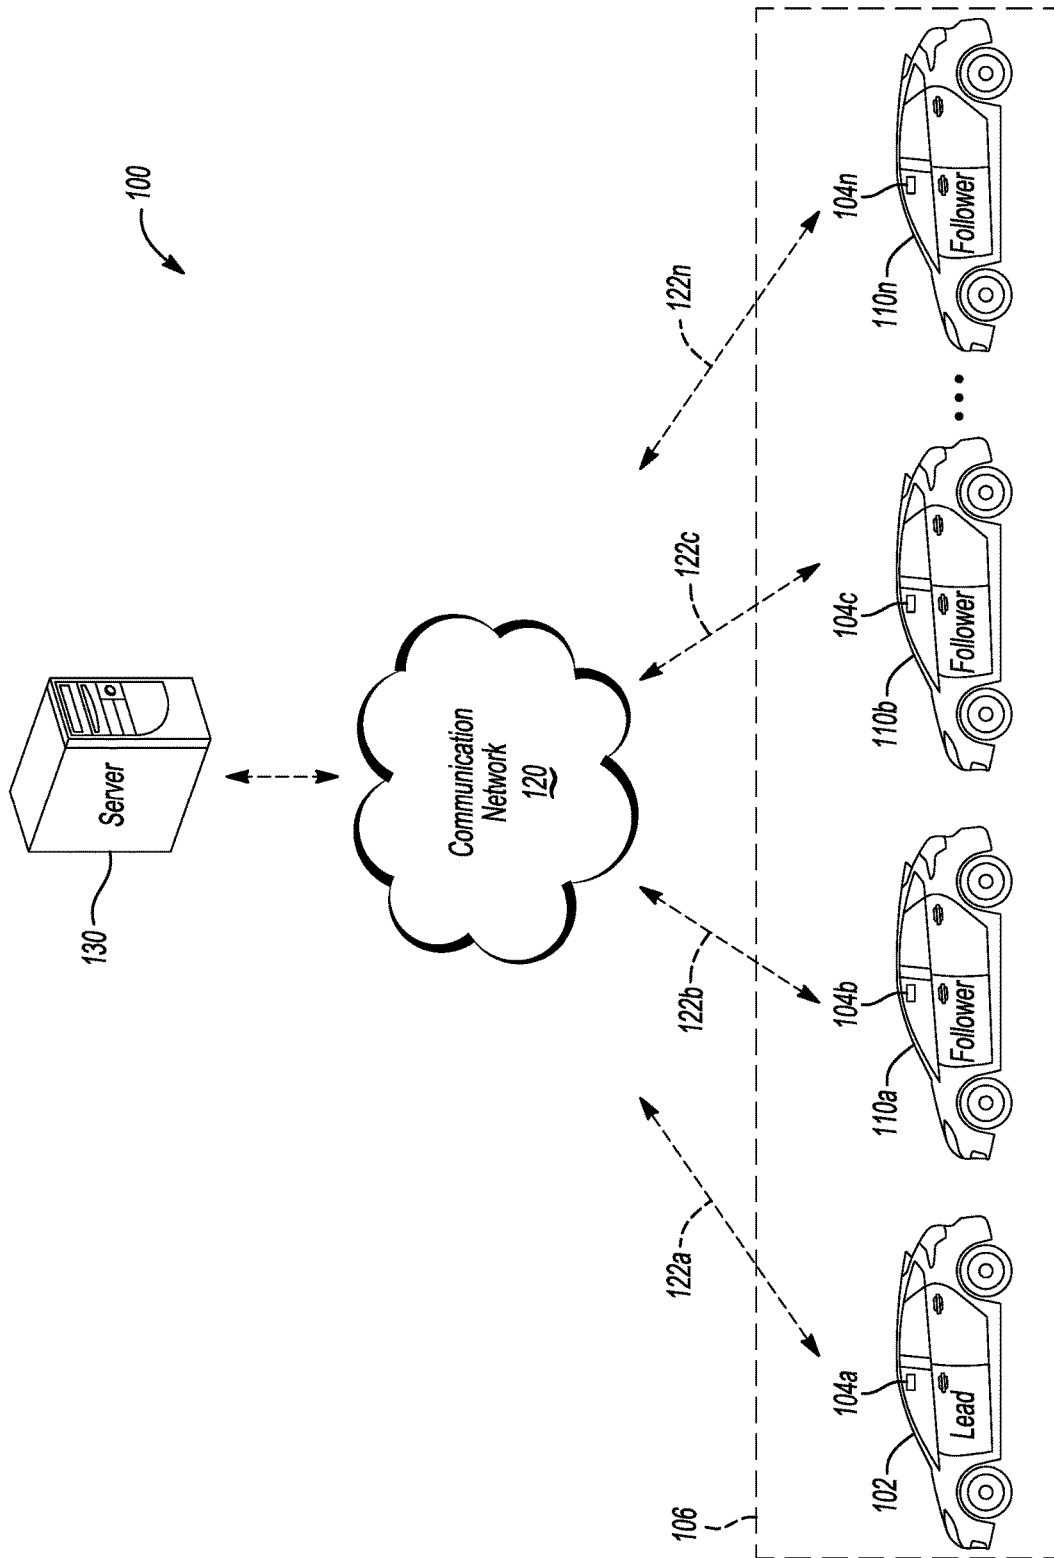 100
Server
130
Communication
Network
120
122a
122b
122c
122n
106
104a
104b
104c
104n
102
110a
110b
110n
Lead
Follower
Follower
Follower